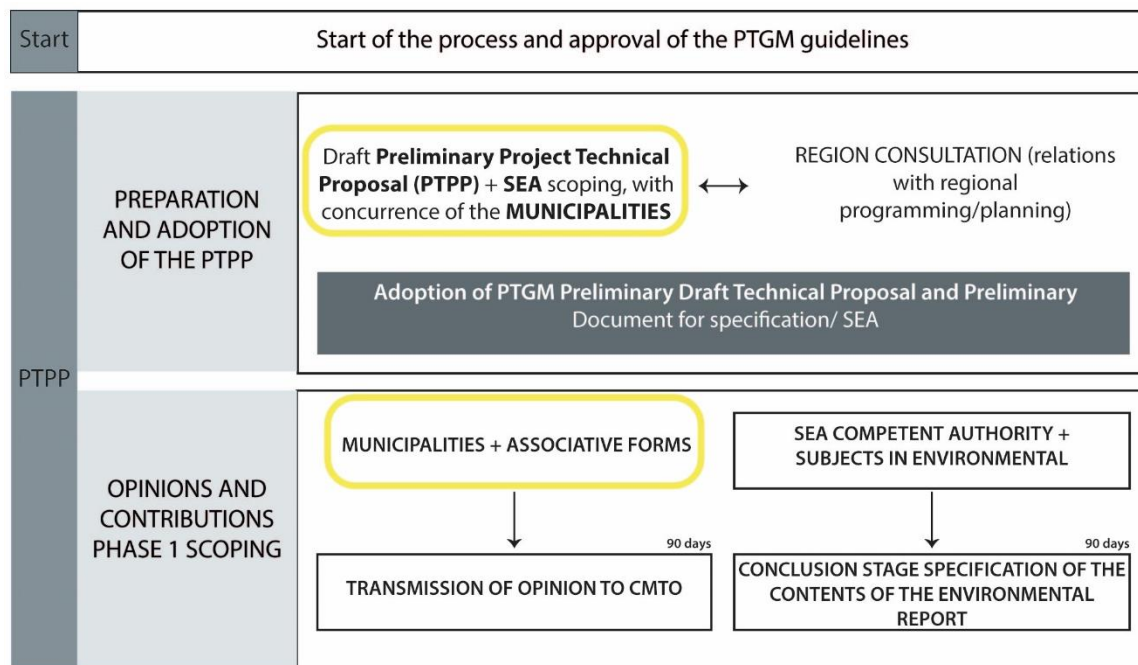 Start
Start of the process and approval of the PTGM guidelines
PTPP
PREPARATION
AND ADOPTION
OF THE PTPP
Draft Preliminary Project Technical
Proposal (PTPP) + SEA scoping, with
concurrence of the MUNICIPALITIES
REGION CONSULTATION (relations
with regional
programming/planning)
Adoption of PTGM Preliminary Draft Technical Proposal and Preliminary
Document for specification/ SEA
OPINIONS AND
CONTRIBUTIONS
PHASE 1 SCOPING
MUNICIPALITIES + ASSOCIATIVE FORMS
SEA COMPETENT AUTHORITY +
SUBJECTS IN ENVIRONMENTAL
90 days
TRANSMISSION OF OPINION TO CMTO
90 days
CONCLUSION STAGE SPECIFICATION OF THE
CONTENTS OF THE ENVIRONMENTAL
REPORT